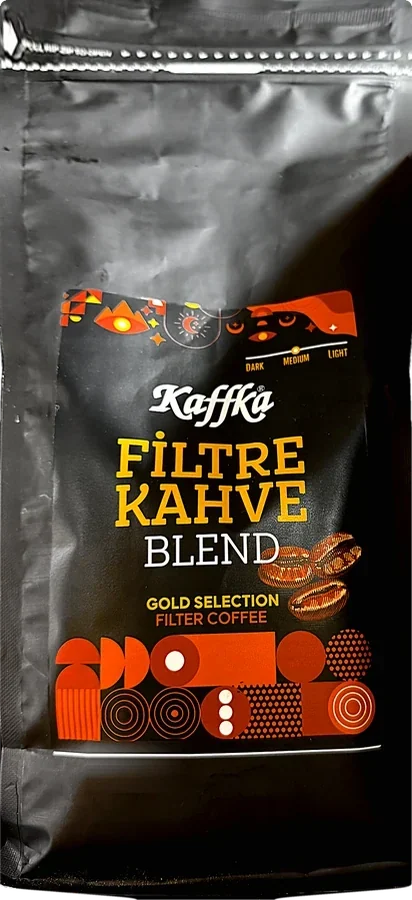 DARK MEDIUM LIGHT
Kaffka®
FİLTRE
KAHVE
BLEND
GOLD SELECTION
FILTER COFFEE